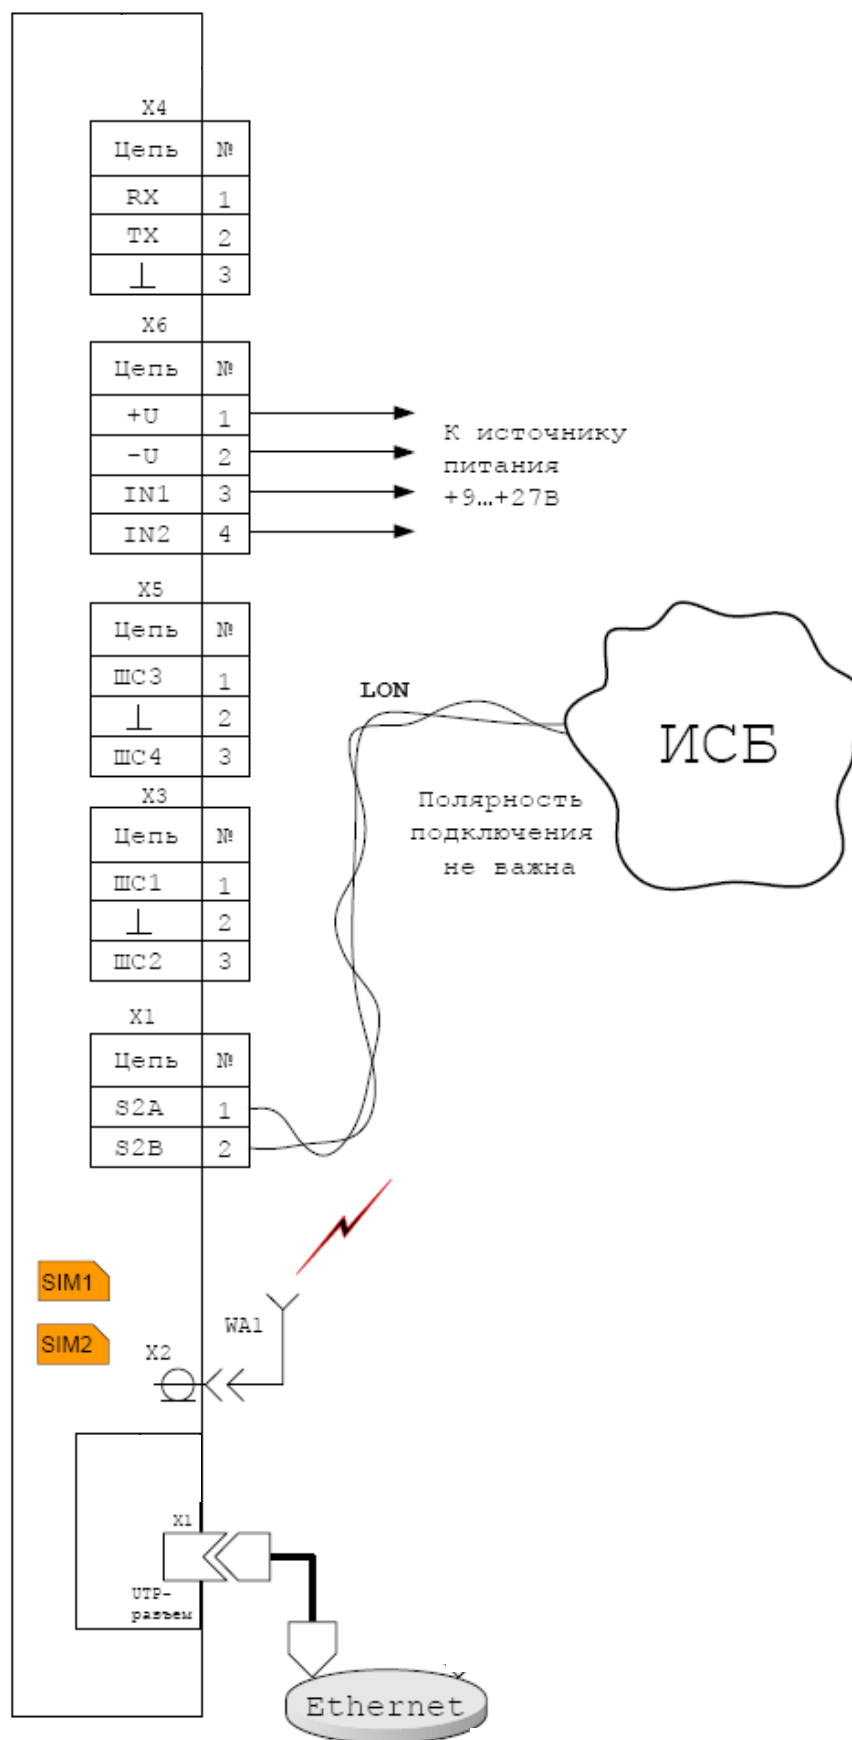 X4
Цепь №
RX 1
TX 2
⊥ 3
X6
Цепь №
+U 1
-U 2
IN1 3
IN2 4
К источнику
питания
+9…+27В
X5
Цепь №
ШС3 1
⊥ 2
ШС4 3
X3
Цепь №
ШС1 1
⊥ 2
ШС2 3
LON
ИСБ
Полярность
подключения
не важна
X1
Цепь №
S2A 1
S2B 2
SIM1
SIM2
WA1
X2
X1
UTP-
разъем
Ethernet